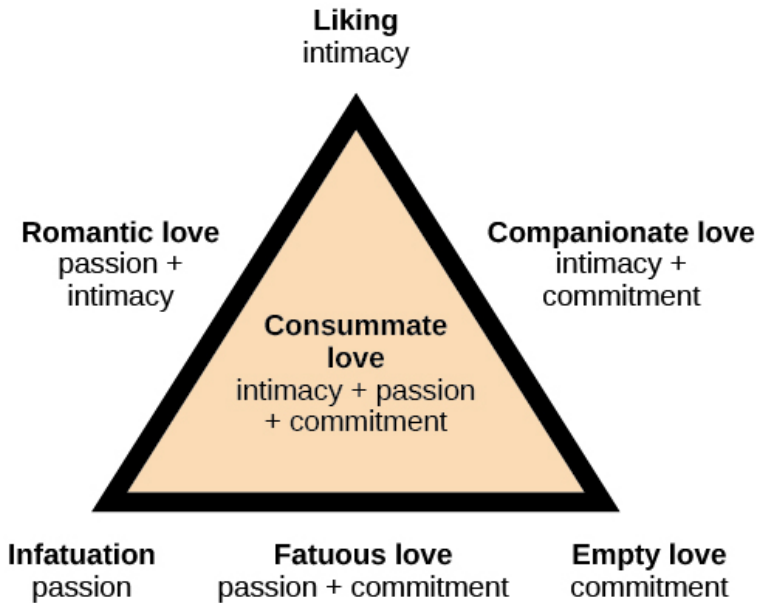 Liking
intimacy
Romantic love
passion +
intimacy
Companionate love
intimacy +
commitment
Consummate
love
intimacy + passion
+ commitment
Infatuation
passion
Fatuous love
passion + commitment
Empty love
commitment